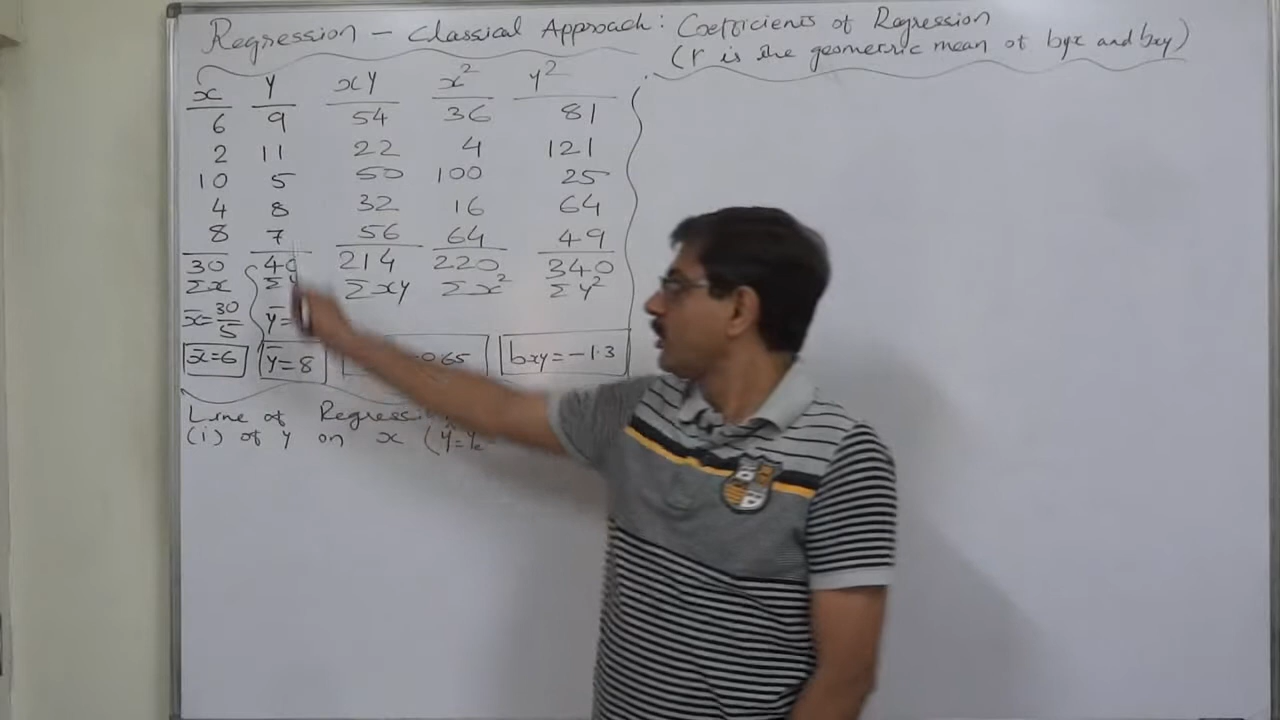 Regression – Classical Approach: Coefficients of Regression
(r is the geometric mean of byx and bxy)
x y xy x² y²
6 9 54 36 81
2 11 22 4 121
10 5 50 100 25
4 8 32 16 64
8 7 56 64 49
30 40 214 220 340
Σx Σy Σxy Σx² Σy²
x̄=30/5 ȳ=
x̄=6 ȳ=8 0.65 bxy=-1.3
Line of
(i) of y on x